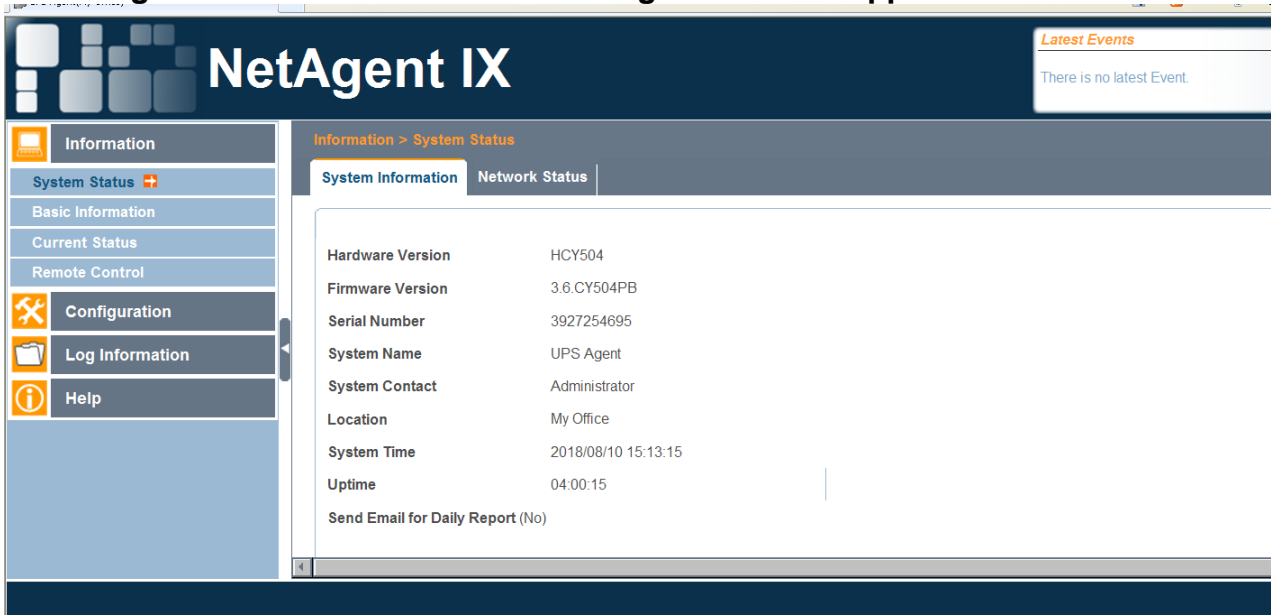 NetAgent IX
Latest Events
There is no latest Event.
Information
System Status
Basic Information
Current Status
Remote Control
Configuration
Log Information
Help
Information > System Status
System Information Network Status
Hardware Version HCY504
Firmware Version 3.6.CY504PB
Serial Number 3927254695
System Name UPS Agent
System Contact Administrator
Location My Office
System Time 2018/08/10 15:13:15
Uptime 04:00:15
Send Email for Daily Report (No)